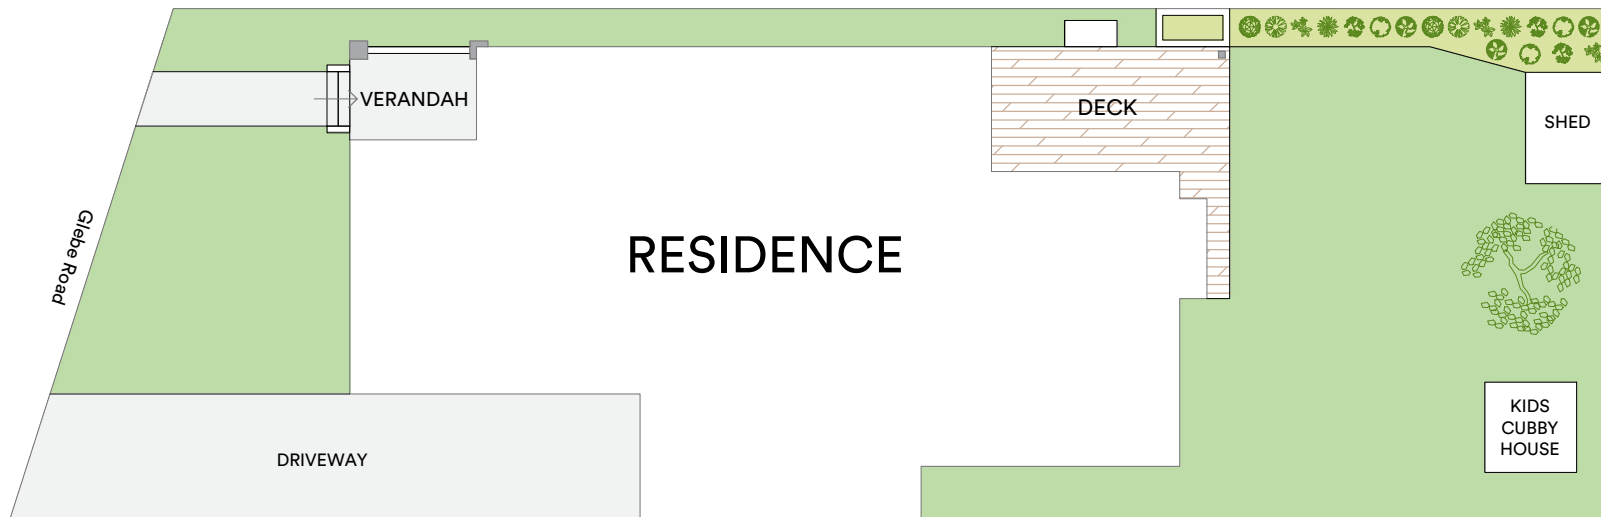 VERANDAH
DECK
SHED
Glebe Road
RESIDENCE
KIDS
CUBBY
HOUSE
DRIVEWAY